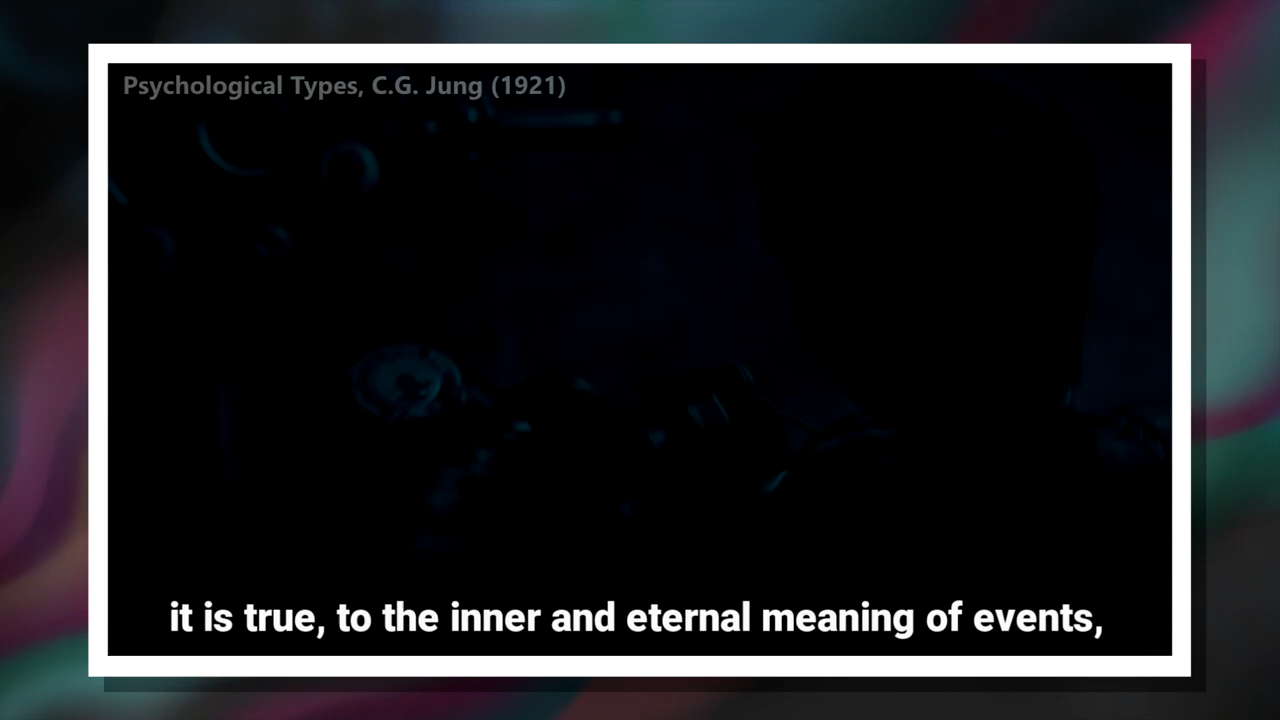 Psychological Types, C.G. Jung (1921)
it is true, to the inner and eternal meaning of events,